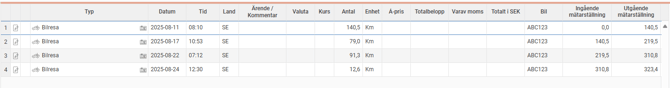 Typ Datum Tid Land Ärende / Kommentar Valuta Kurs Antal Enhet Á-pris Totalbelopp Varav moms Totalt i SEK Bil Ingående mätarställning Utgående mätarställning
1 Bilresa 2025-08-11 08:10 SE 140,5 Km ABC123 0,0 140,5
2 Bilresa 2025-08-17 10:53 SE 79,0 Km ABC123 140,5 219,5
3 Bilresa 2025-08-22 07:12 SE 91,3 Km ABC123 219,5 310,8
4 Bilresa 2025-08-24 12:30 SE 12,6 Km ABC123 310,8 323,4